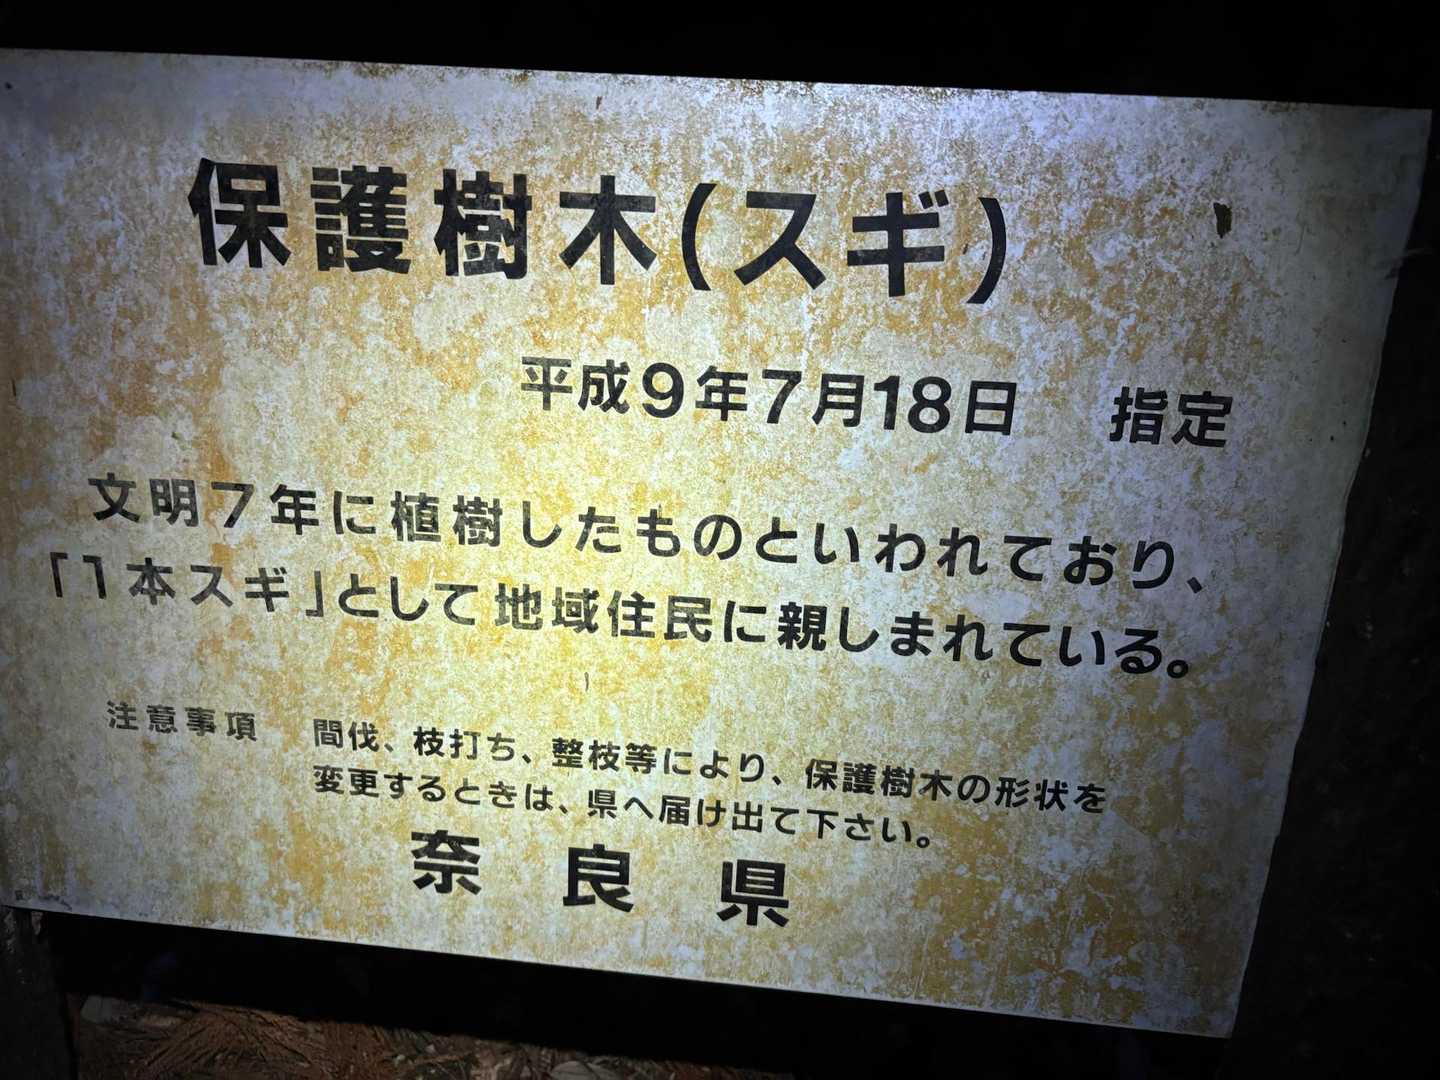 保護樹木(スギ)
平成9年7月18日　指定
文明7年に植樹したものといわれており、
「1本スギ」として地域住民に親しまれている。
注意事項　間伐、枝打ち、整枝等により、保護樹木の形状を
変更するときは、県へ届け出て下さい。
奈良県